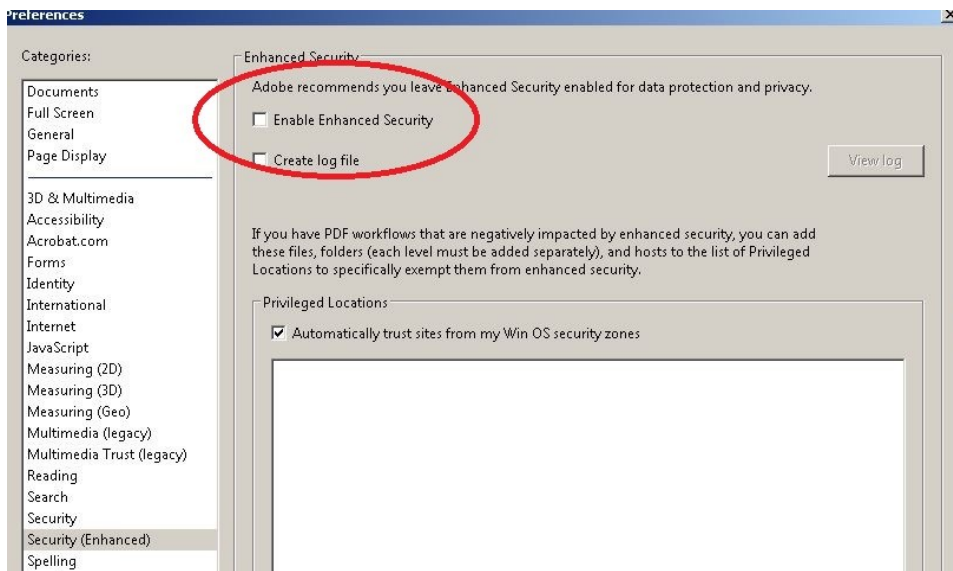 Preferences
Categories:
Documents
Full Screen
General
Page Display
3D & Multimedia
Accessibility
Acrobat.com
Forms
Identity
International
Internet
JavaScript
Measuring (2D)
Measuring (3D)
Measuring (Geo)
Multimedia (legacy)
Multimedia Trust (legacy)
Reading
Search
Security
Security (Enhanced)
Spelling
Enhanced Security
Adobe recommends you leave Enhanced Security enabled for data protection and privacy.
Enable Enhanced Security
Create log file
View log
If you have PDF workflows that are negatively impacted by enhanced security, you can add
these files, folders (each level must be added separately), and hosts to the list of Privileged
Locations to specifically exempt them from enhanced security.
Privileged Locations
Automatically trust sites from my Win OS security zones